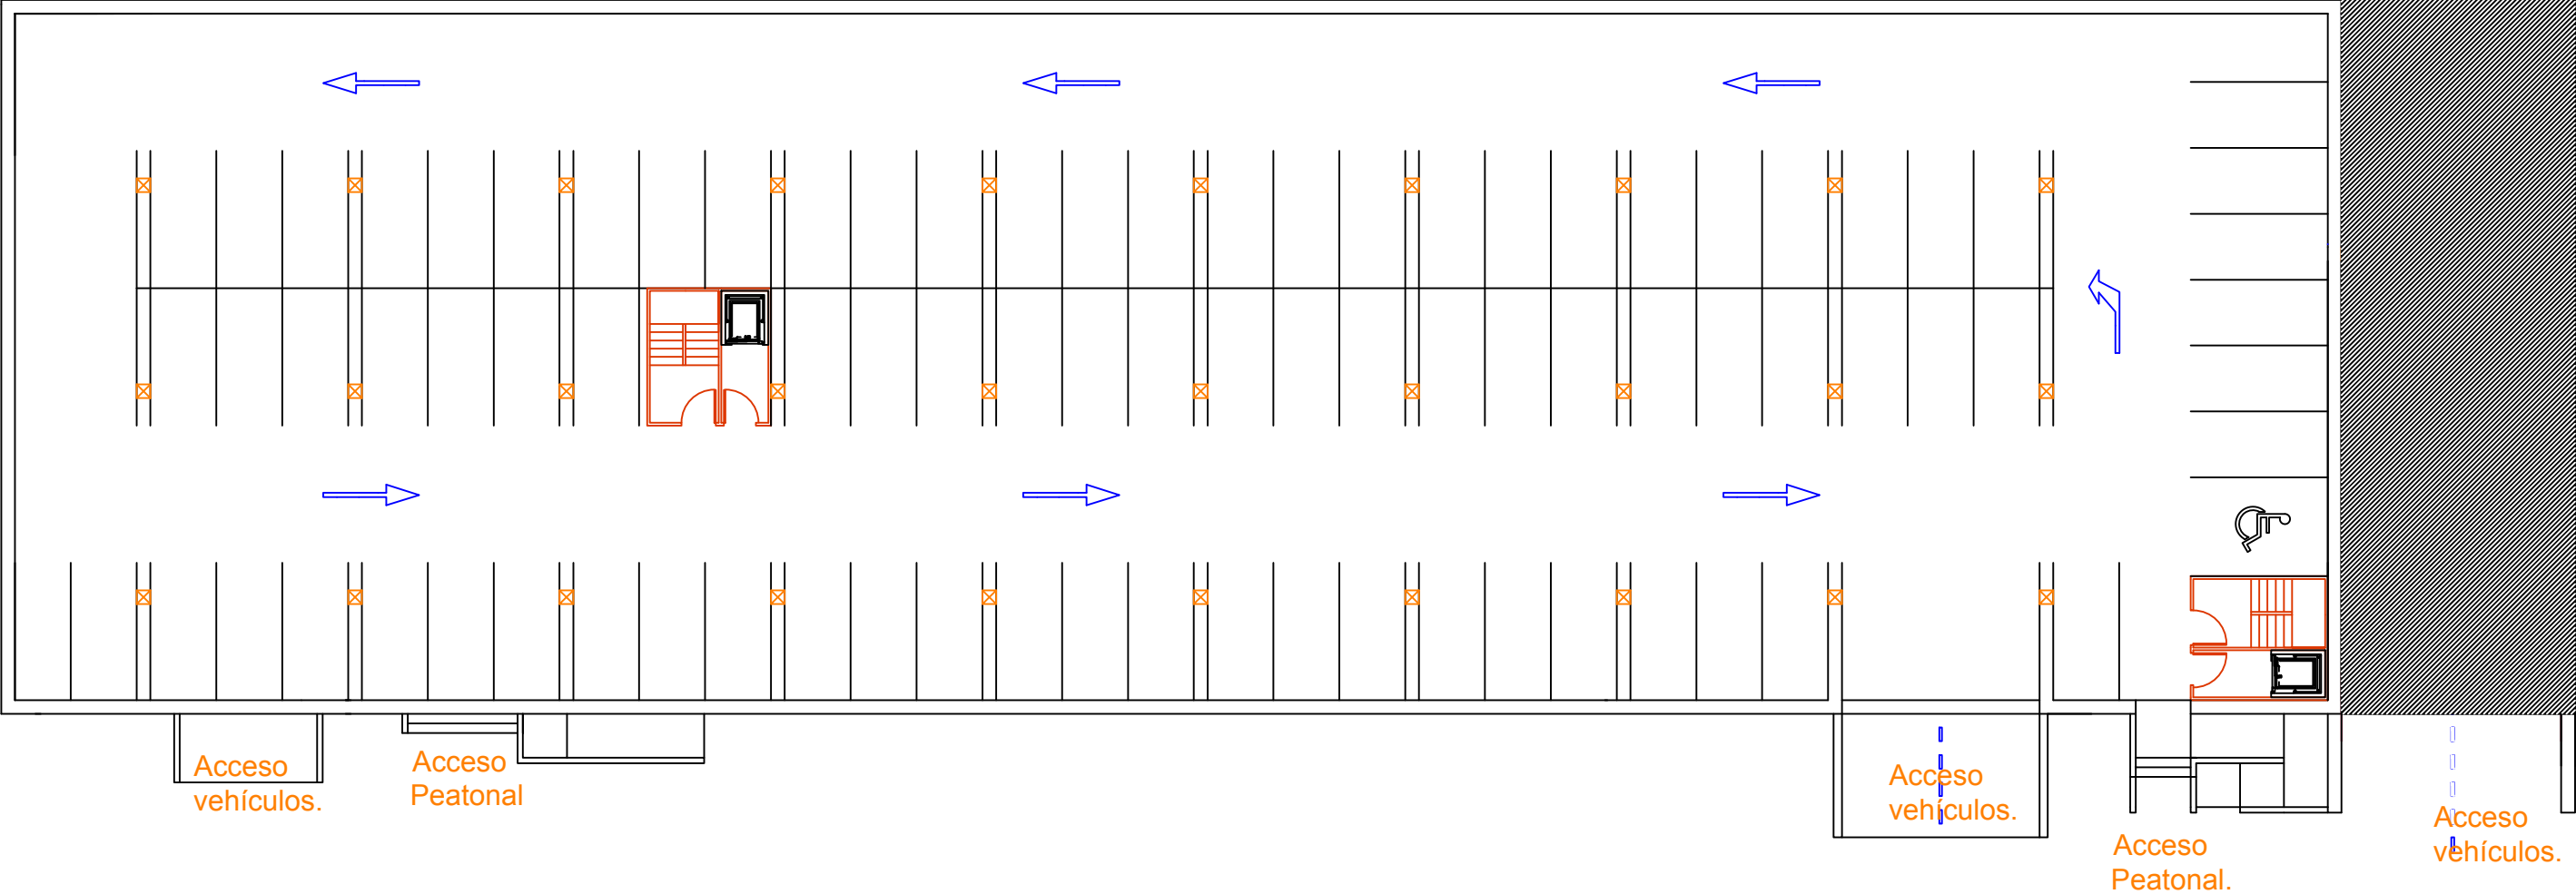 Acceso
vehículos.
Acceso
Peatonal
Acceso
vehículos.
Acceso
Peatonal.
Acceso
vehículos.